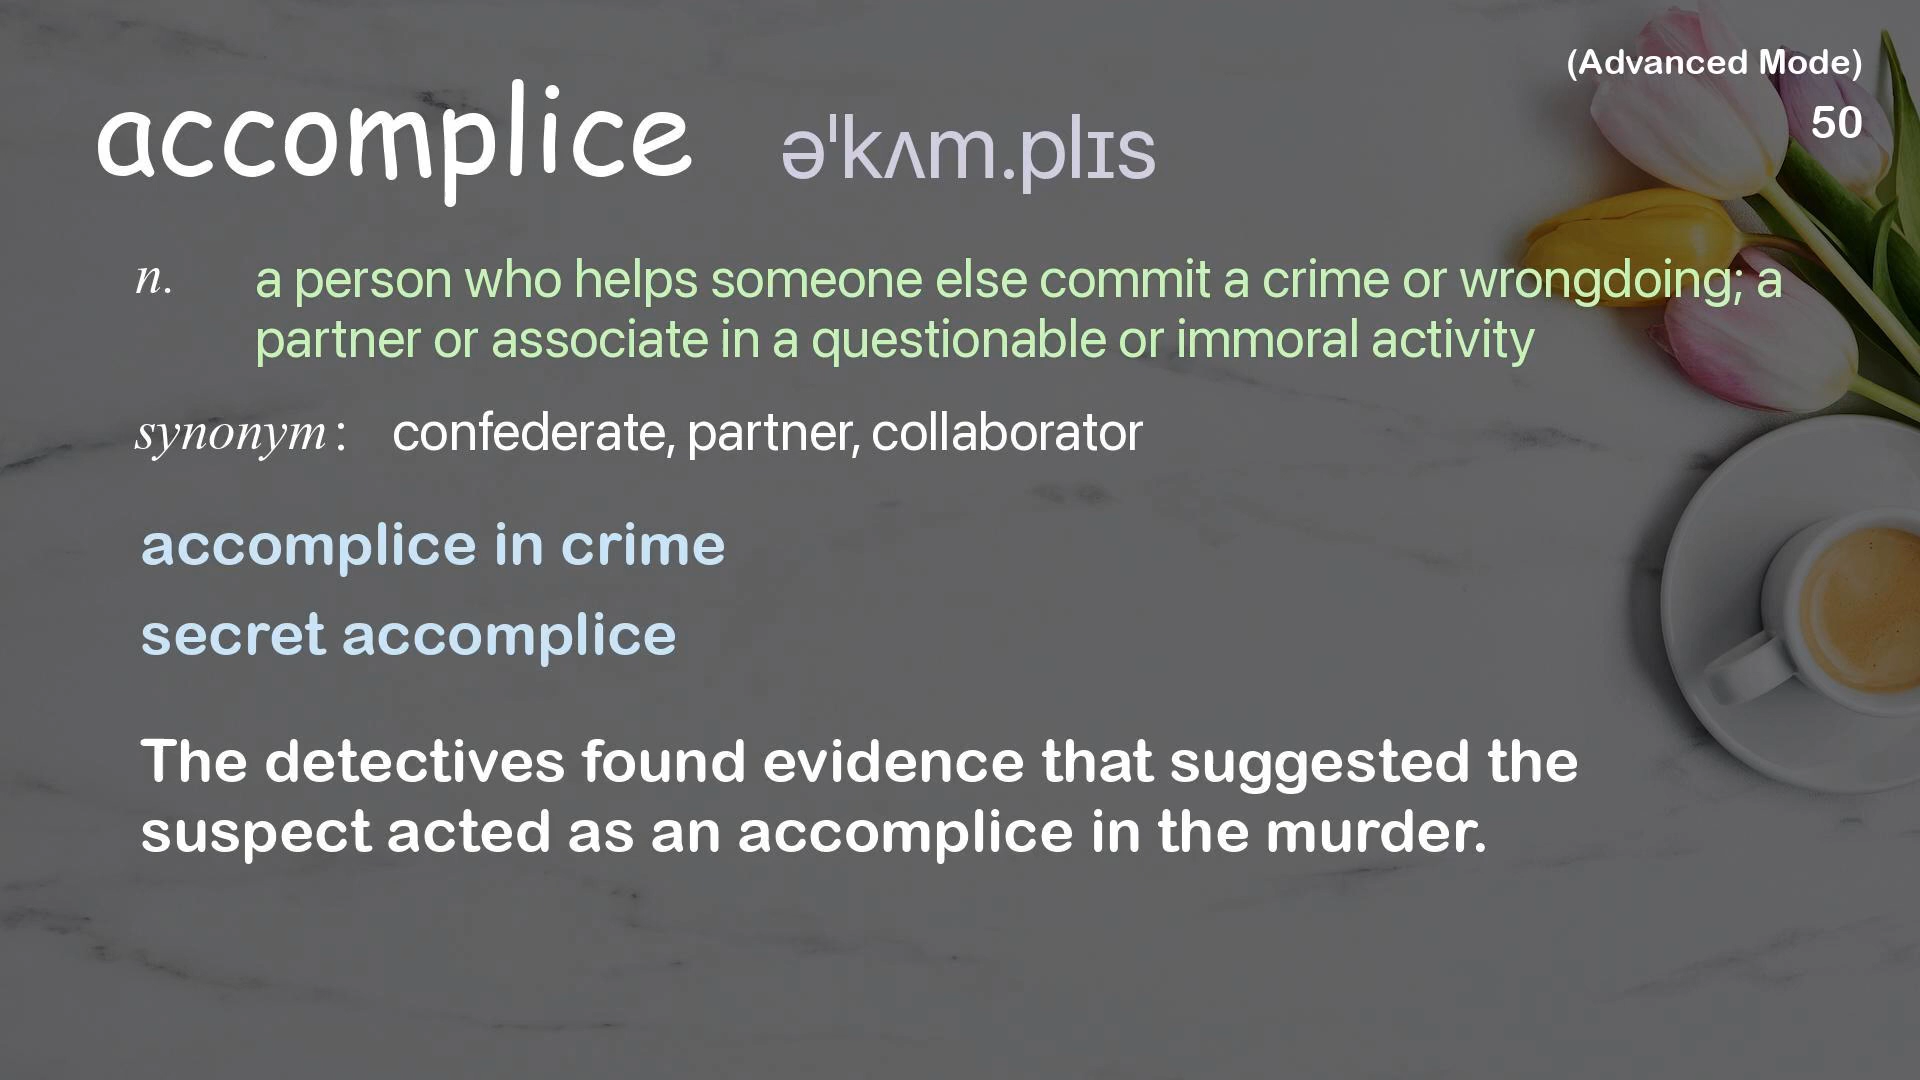 (Advanced Mode)
50
accomplice əˈkʌm.plɪs
n. a person who helps someone else commit a crime or wrongdoing; a
partner or associate in a questionable or immoral activity
synonym: confederate, partner, collaborator
accomplice in crime
secret accomplice
The detectives found evidence that suggested the
suspect acted as an accomplice in the murder.